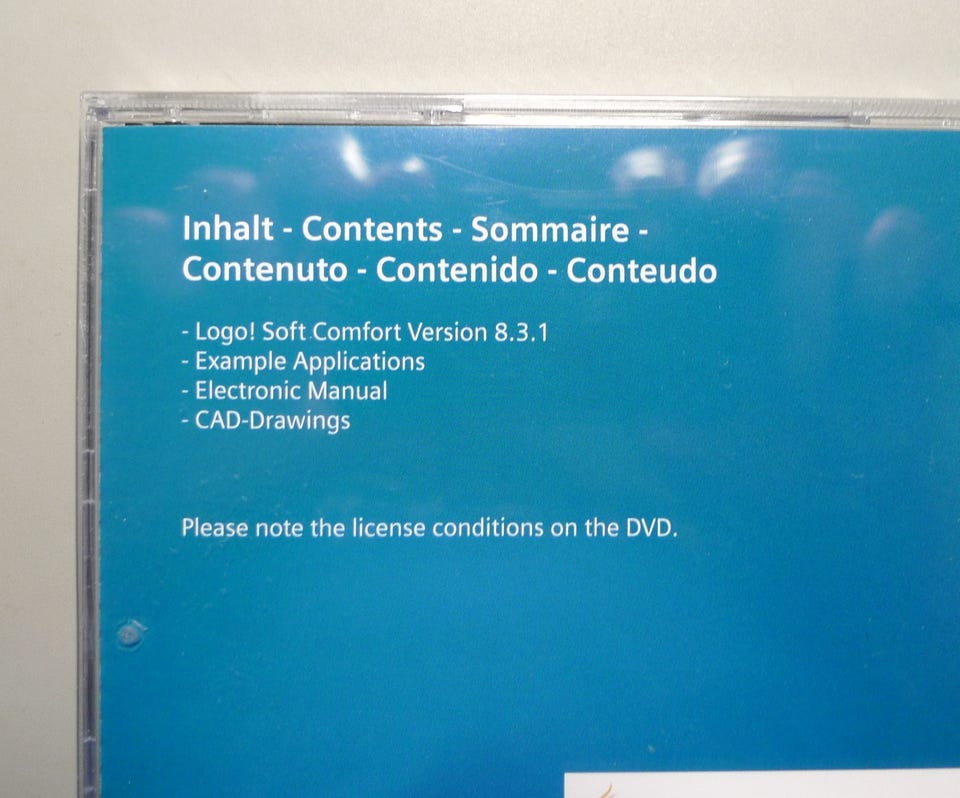 Inhalt - Contents - Sommaire -
Contenuto - Contenido - Conteudo
- Logo! Soft Comfort Version 8.3.1
- Example Applications
- Electronic Manual
- CAD-Drawings
Please note the license conditions on the DVD.